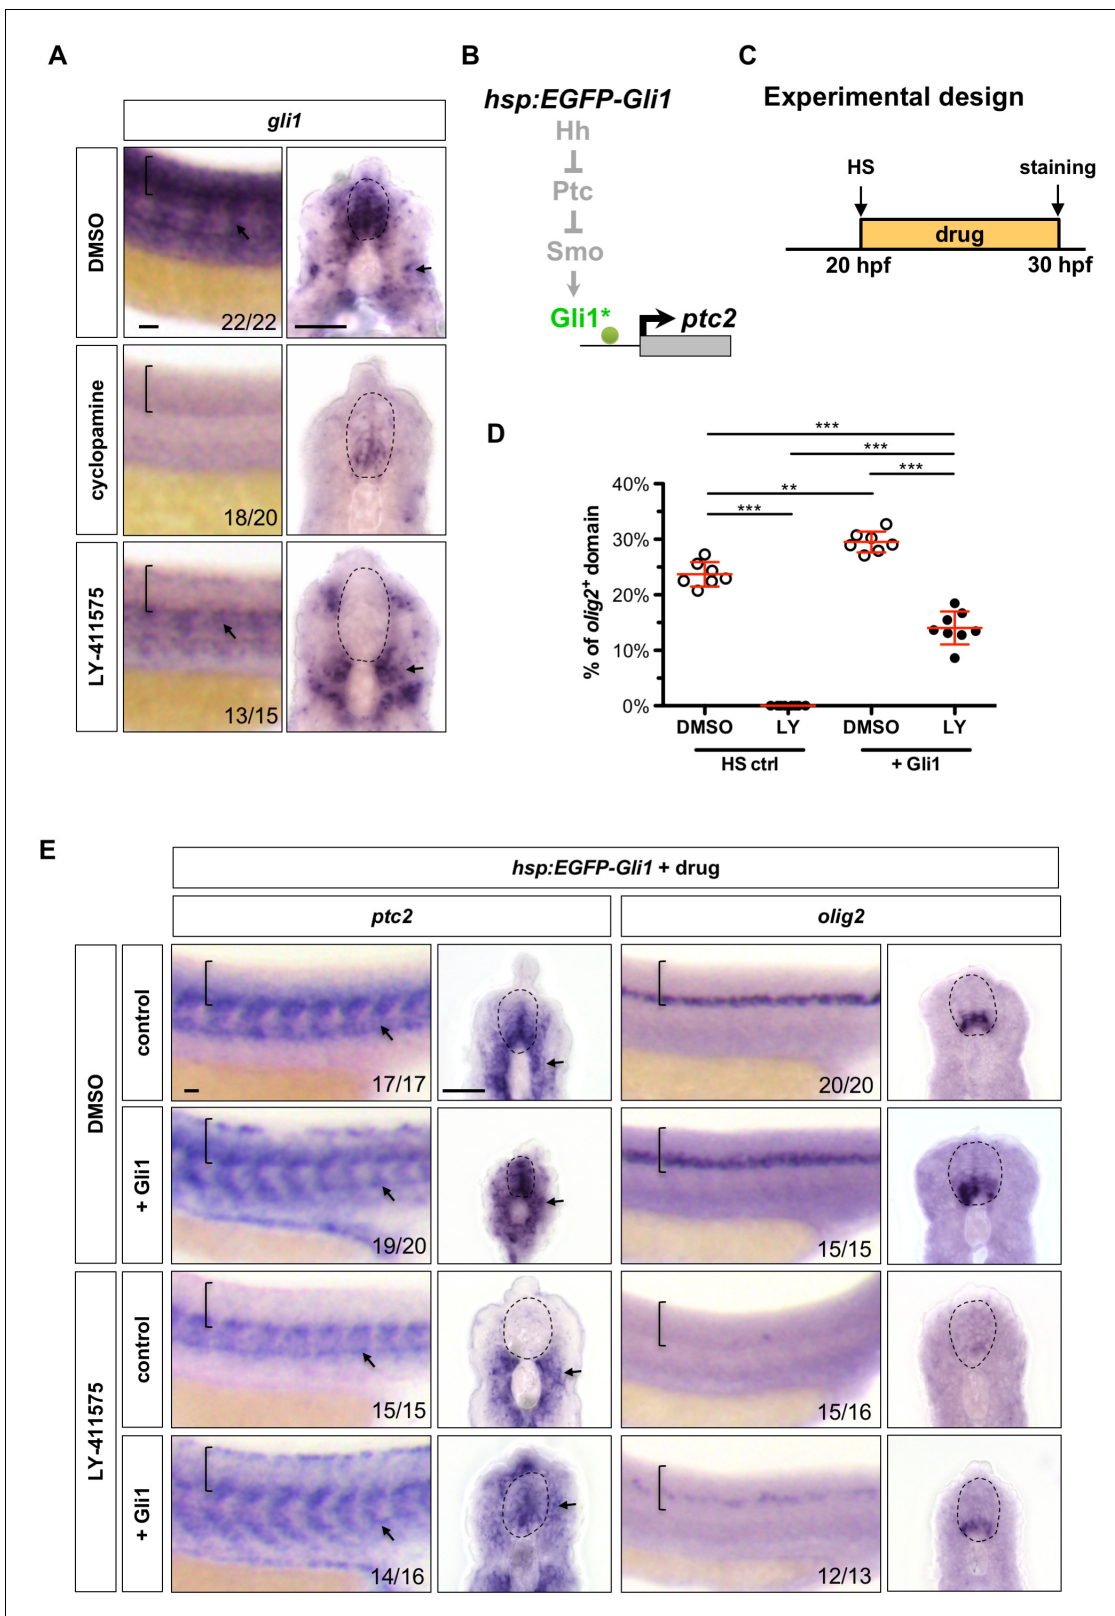 A
gli1
DMSO
22/22
cyclopamine
18/20
LY-411575
13/15
B
hsp:EGFP-Gli1
Hh
Ptc
Smo
Gli1*
ptc2
C
Experimental design
HS
staining
drug
20 hpf
30 hpf
D
***
***
***
**
***
% of olig2+ domain
40%
30%
20%
10%
0%
DMSO
LY
DMSO
LY
HS ctrl
+ Gli1
E
hsp:EGFP-Gli1 + drug
ptc2
olig2
DMSO
control
17/17
20/20
+ Gli1
19/20
15/15
LY-411575
control
15/15
15/16
+ Gli1
14/16
12/13